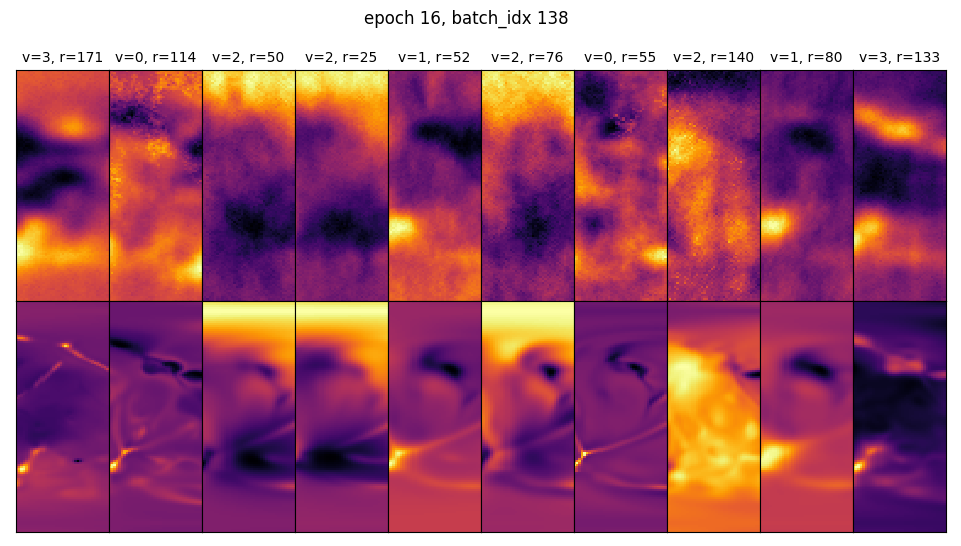 epoch 16, batch_idx 138
v=3, r=171 v=0, r=114 v=2, r=50 v=2, r=25 v=1, r=52 v=2, r=76 v=0, r=55 v=2, r=140 v=1, r=80 v=3, r=133